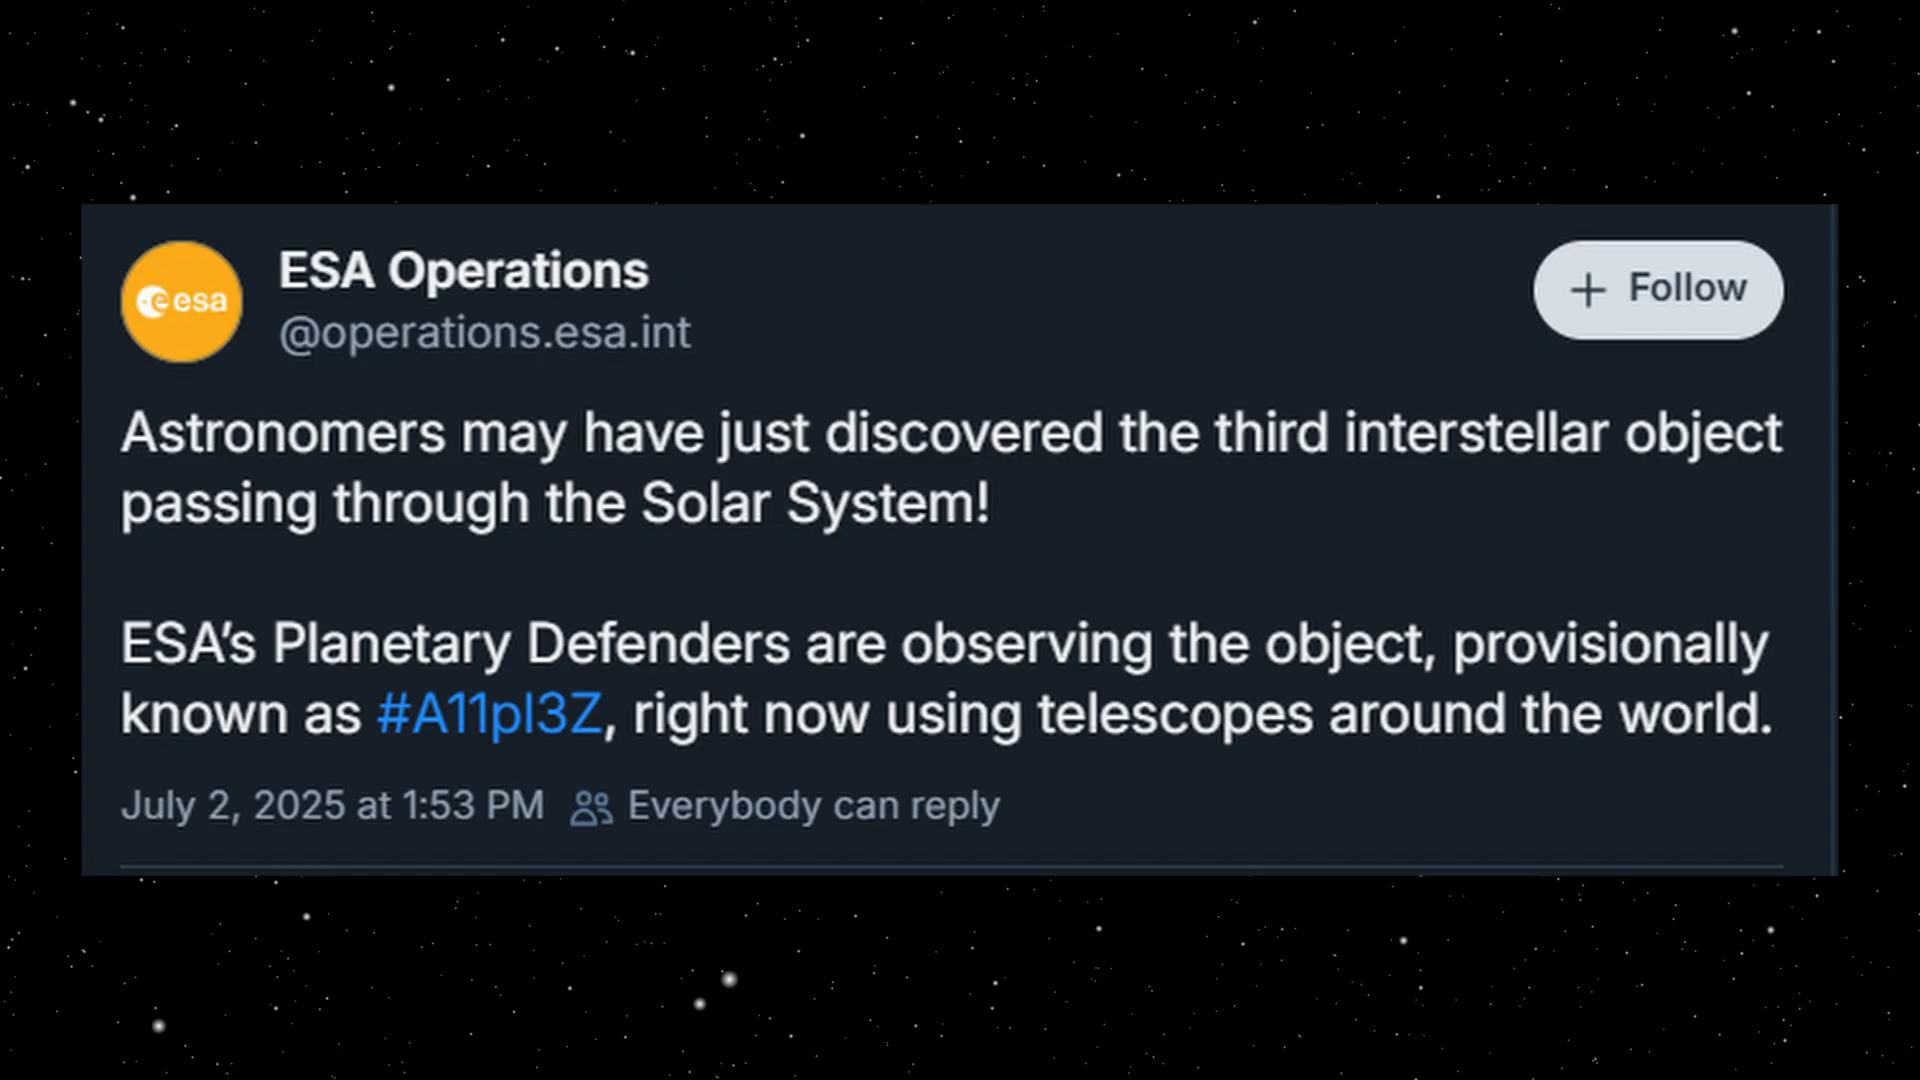 esa
ESA Operations
@operations.esa.int
+ Follow
Astronomers may have just discovered the third interstellar object
passing through the Solar System!
ESA’s Planetary Defenders are observing the object, provisionally
known as #A11pl3Z, right now using telescopes around the world.
July 2, 2025 at 1:53 PM Everybody can reply